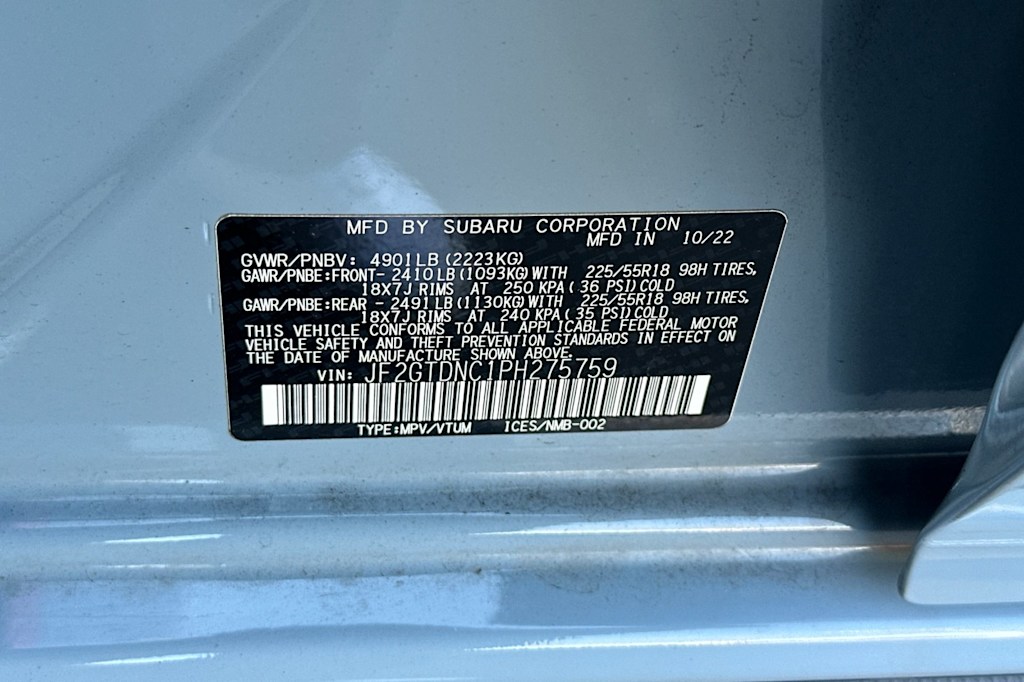 MFD BY SUBARU CORPORATION
MFD IN 10/22
GVWR/PNBV: 4901LB (2223KG)
GAWR/PNBE:FRONT- 2410LB (1093KG) WITH 225/55R18 98H TIRES,
18X7J RIMS AT 250 KPA (36 PSI) COLD
GAWR/PNBE:REAR - 2491LB (1130KG) WITH 225/55R18 98H TIRES,
18X7J RIMS AT 240 KPA (35 PSI) COLD
THIS VEHICLE CONFORMS TO ALL APPLICABLE FEDERAL MOTOR
VEHICLE SAFETY AND THEFT PREVENTION STANDARDS IN EFFECT ON
THE DATE OF MANUFACTURE SHOWN ABOVE.
VIN: JF2GTDNC1PH275759
TYPE:MPV/VTUM ICES/NMB-002